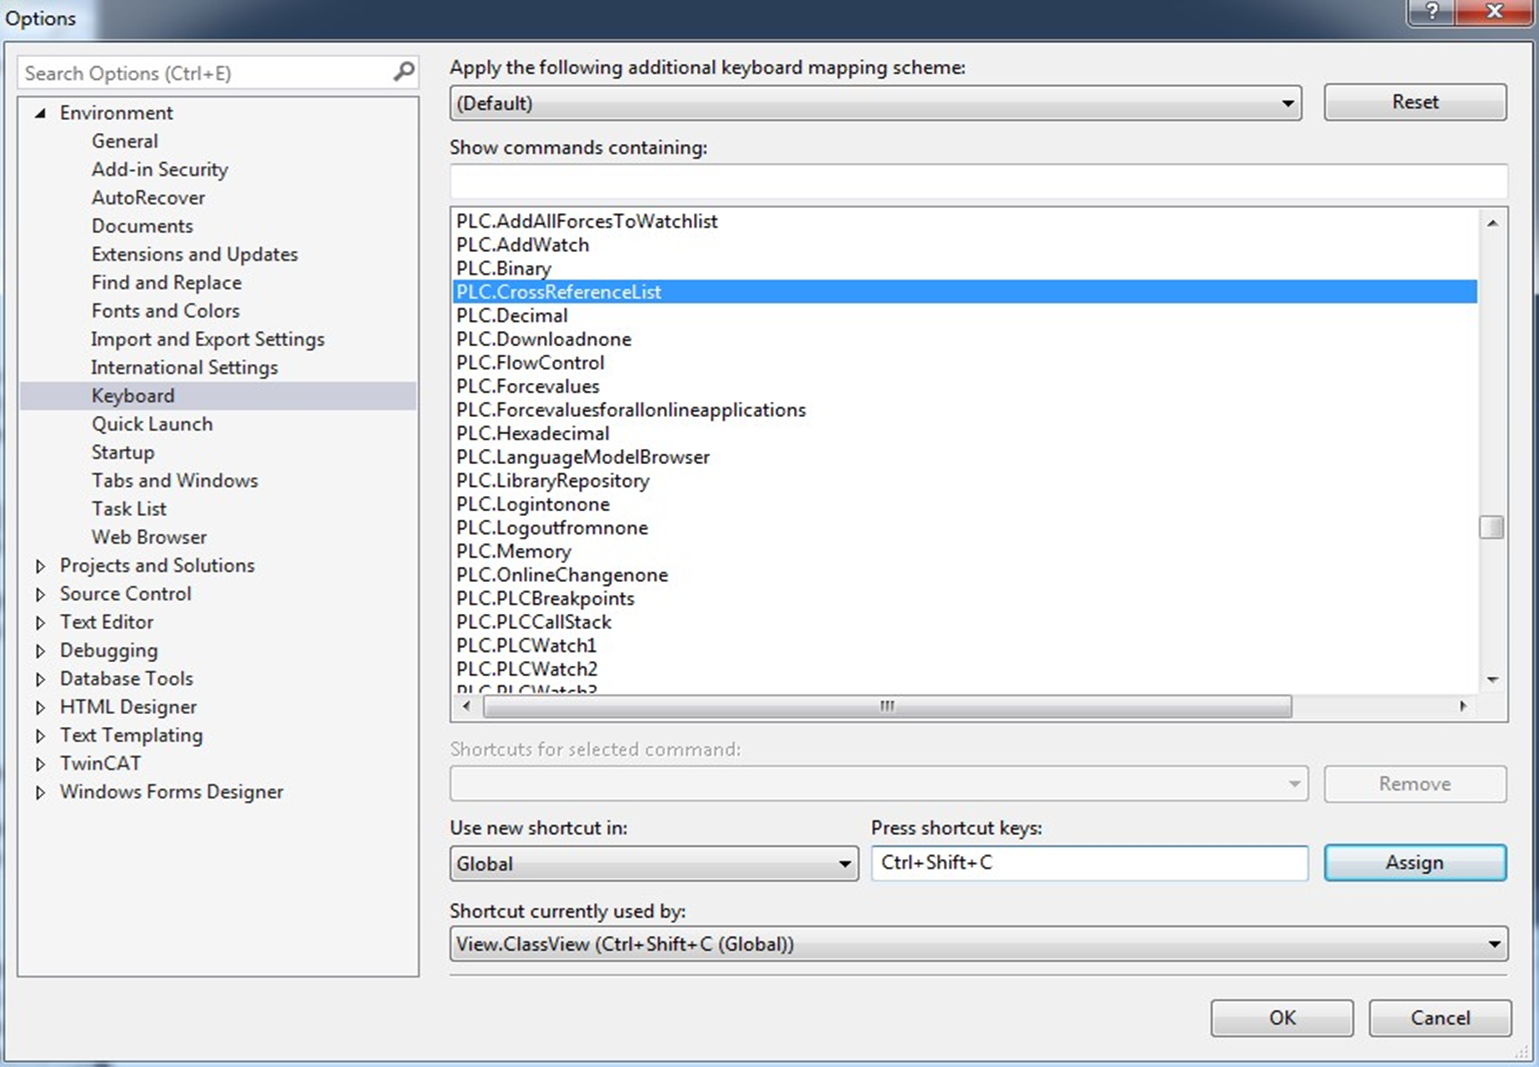 Options
?
Search Options (Ctrl+E)
Environment
General
Add-in Security
AutoRecover
Documents
Extensions and Updates
Find and Replace
Fonts and Colors
Import and Export Settings
International Settings
Keyboard
Quick Launch
Startup
Tabs and Windows
Task List
Web Browser
Projects and Solutions
Source Control
Text Editor
Debugging
Database Tools
HTML Designer
Text Templating
TwinCAT
Windows Forms Designer
Apply the following additional keyboard mapping scheme:
(Default)
Reset
Show commands containing:
PLC.AddAllForcesToWatchlist
PLC.AddWatch
PLC.Binary
PLC.CrossReferenceList
PLC.Decimal
PLC.Downloadnone
PLC.FlowControl
PLC.Forcevalues
PLC.Forcevaluesforallonlineapplications
PLC.Hexadecimal
PLC.LanguageModelBrowser
PLC.LibraryRepository
PLC.Logintonone
PLC.Logoutfromnone
PLC.Memory
PLC.OnlineChangenone
PLC.PLCBreakpoints
PLC.PLCCallStack
PLC.PLCWatch1
PLC.PLCWatch2
PLC.PLCWatch3
Shortcuts for selected command:
Remove
Use new shortcut in:
Press shortcut keys:
Global
Ctrl+Shift+C
Assign
Shortcut currently used by:
View.ClassView (Ctrl+Shift+C (Global))
OK
Cancel